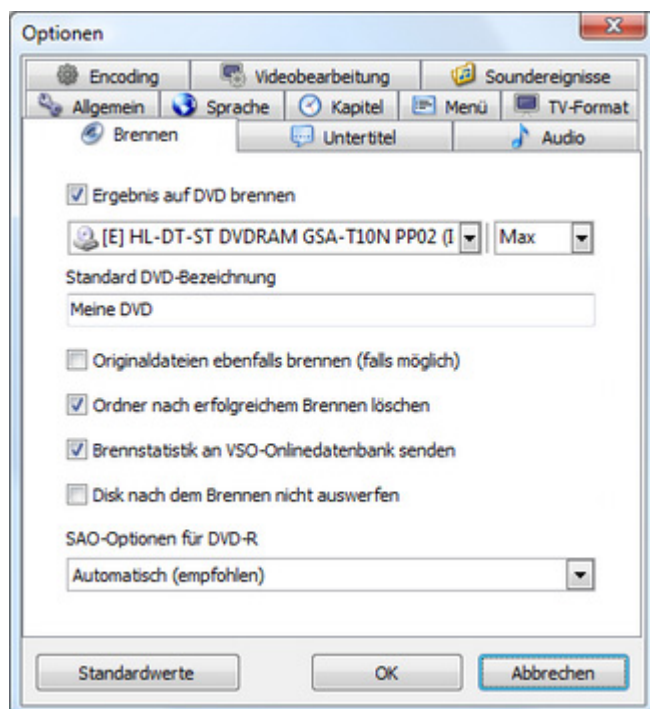 Optionen
Encoding Videobearbeitung Soundereignisse
Allgemein Sprache Kapitel Menü TV-Format
Brennen Untertitel Audio
Ergebnis auf DVD brennen
[E] HL-DT-ST DVDRAM GSA-T10N PP02 (I Max
Standard DVD-Bezeichnung
Meine DVD
Originaldateien ebenfalls brennen (falls möglich)
Ordner nach erfolgreichem Brennen löschen
Brennstatistik an VSO-Onlinedatenbank senden
Disk nach dem Brennen nicht auswerfen
SAO-Optionen für DVD-R
Automatisch (empfohlen)
Standardwerte OK Abbrechen